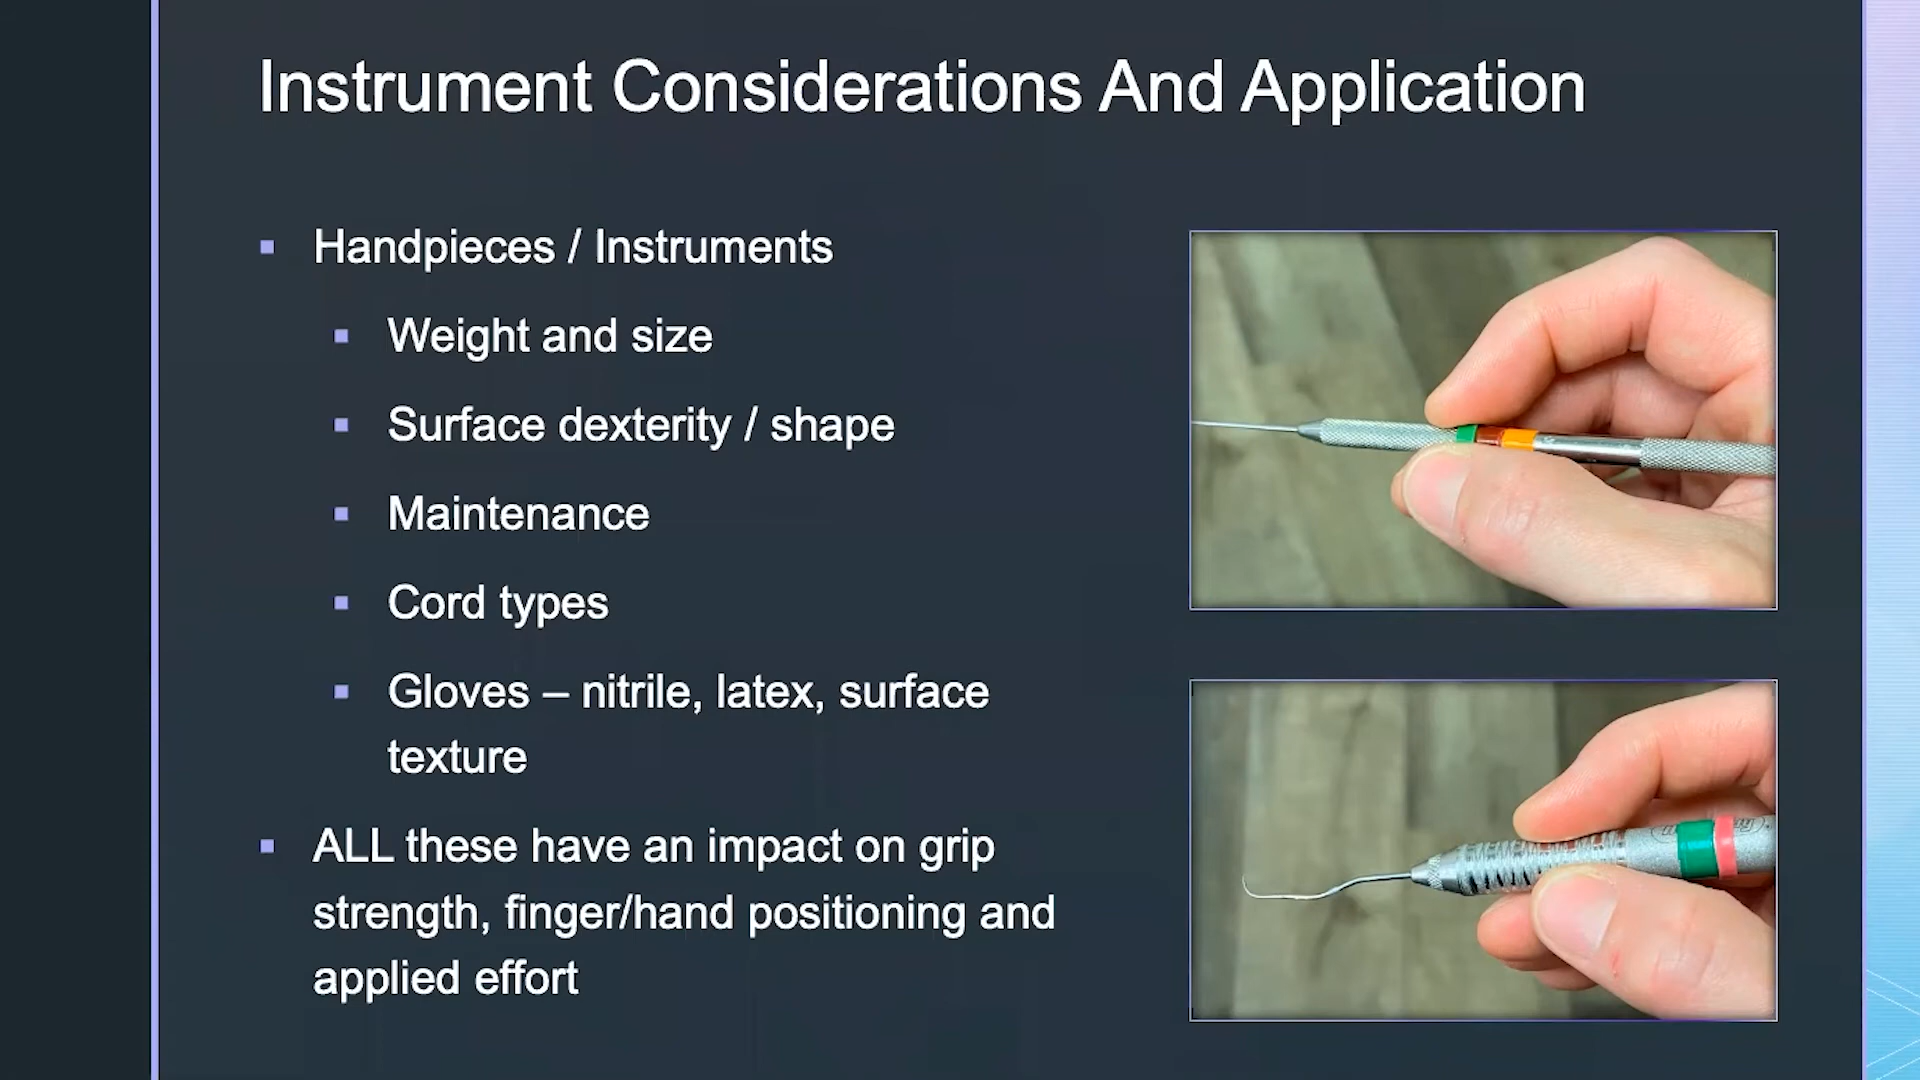 Instrument Considerations And Application
Handpieces / Instruments
Weight and size
Surface dexterity / shape
Maintenance
Cord types
Gloves – nitrile, latex, surface
texture
ALL these have an impact on grip
strength, finger/hand positioning and
applied effort